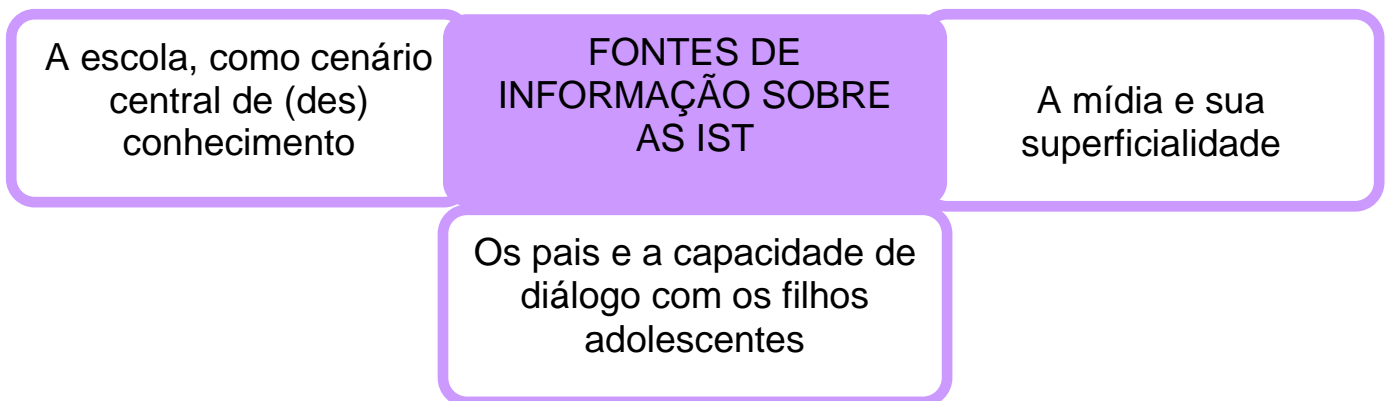 A escola, como cenário
central de (des)
conhecimento
FONTES DE
INFORMAÇÃO SOBRE
AS IST
A mídia e sua
superficialidade
Os pais e a capacidade de
diálogo com os filhos
adolescentes